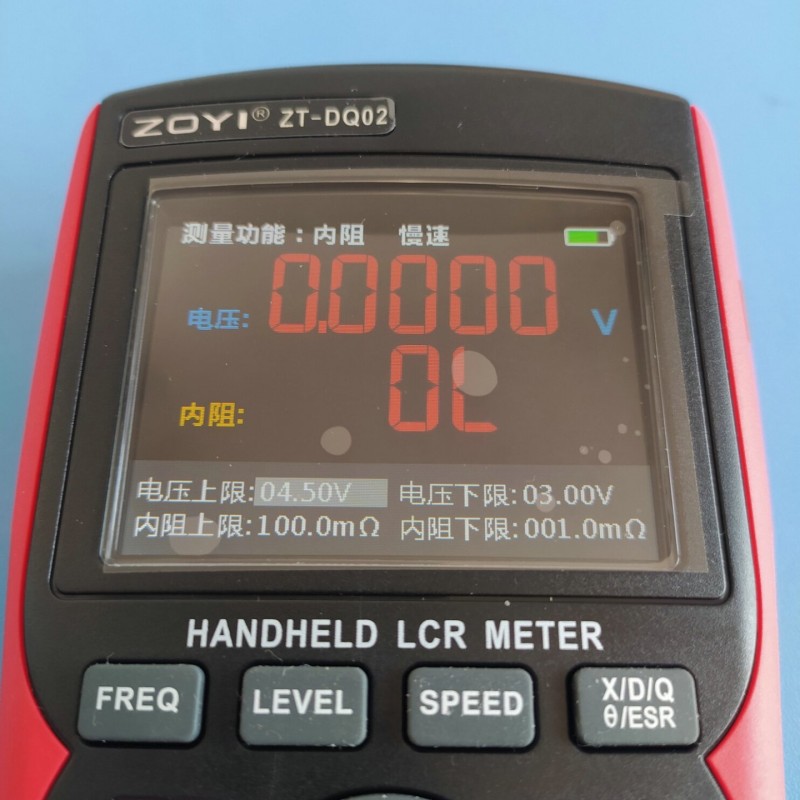 ZOYI® ZT-DQ02
测量功能：内阻 慢速
电压: 0.0000 V
内阻: OL
电压上限: 04.50V 电压下限: 03.00V
内阻上限: 100.0mΩ 内阻下限: 001.0mΩ
HANDHELD LCR METER
FREQ LEVEL SPEED X/D/Q
θ/ESR